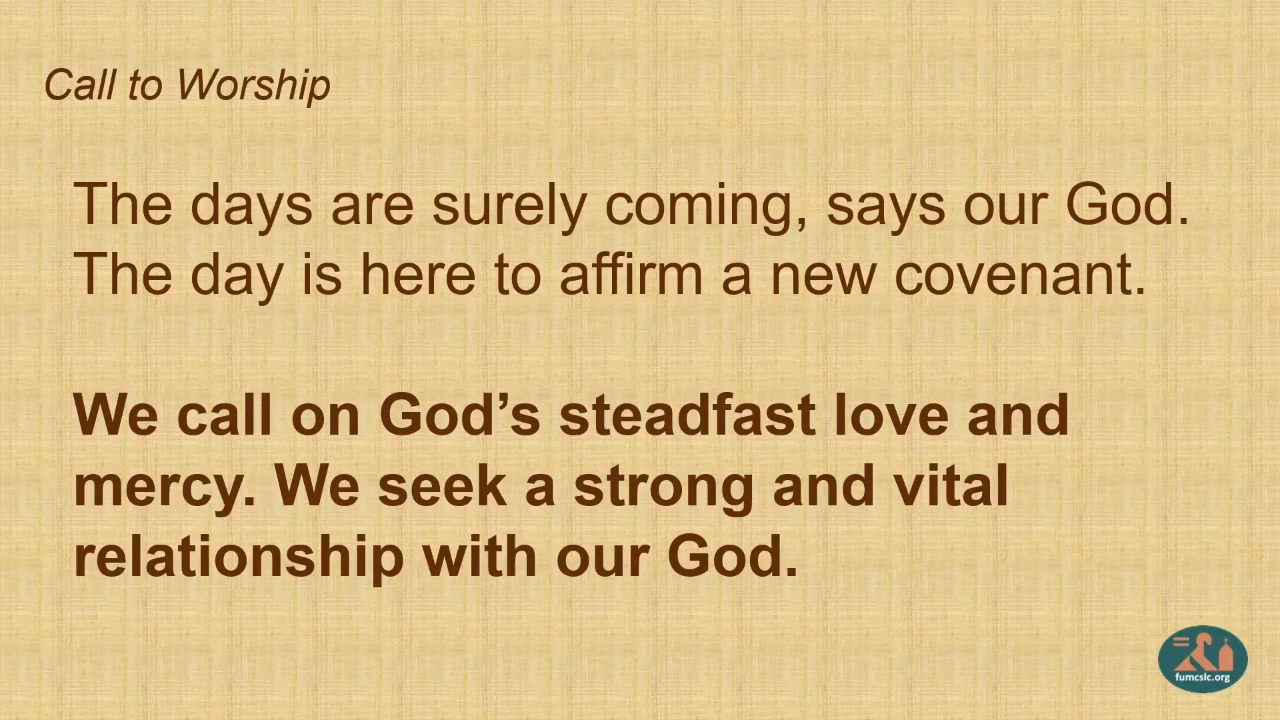 Call to Worship
The days are surely coming, says our God.
The day is here to affirm a new covenant.
We call on God’s steadfast love and
mercy. We seek a strong and vital
relationship with our God.
fumcslc.org